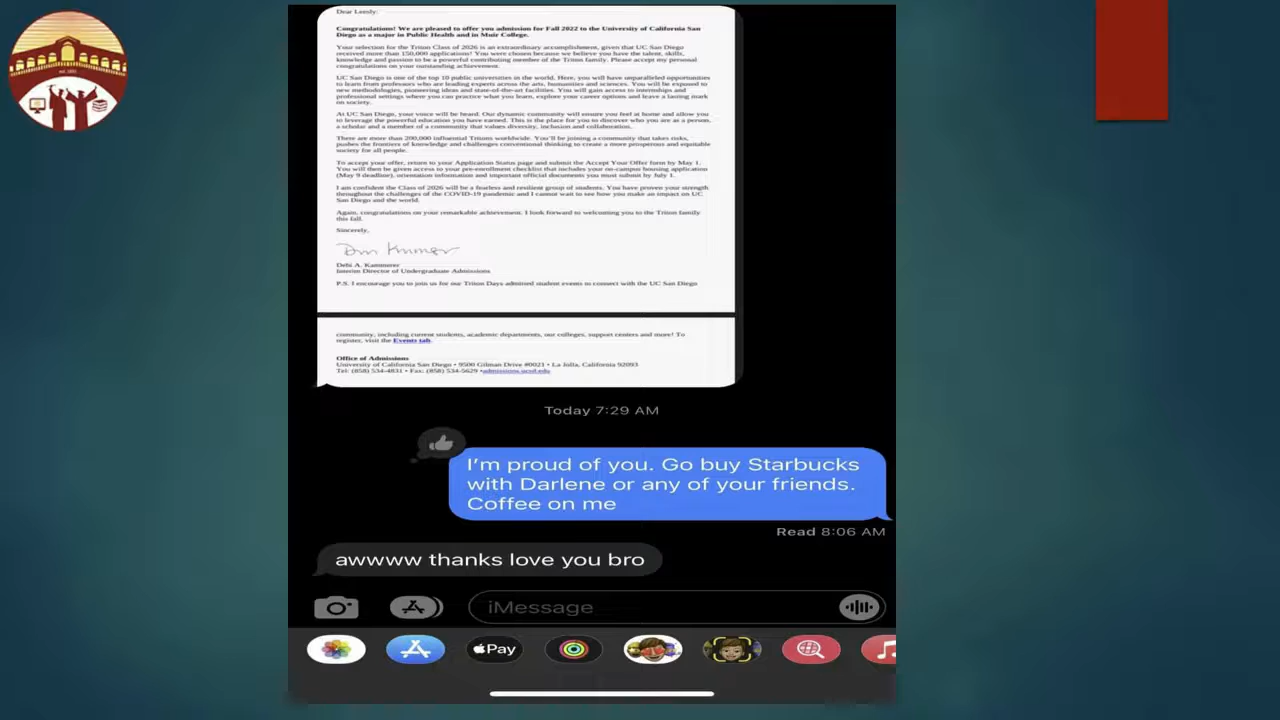 Dear Leesly:
Congratulations! We are pleased to offer you admission for Fall 2022 to the University of California San
Diego as a major in Public Health and in Muir College.
Your selection for the Triton Class of 2026 is an extraordinary accomplishment, given that UC San Diego
received more than 150,000 applications! You were chosen because we believe you have the talent, skills,
knowledge and passion to be a powerful contributing member of the Triton family. Please accept my personal
congratulations on your outstanding achievement.
UC San Diego is one of the top 10 public universities in the world. Here, you will have unparalleled opportunities
to learn from professors who are leading experts across the arts, humanities and sciences. You will be exposed to
new methodologies, pioneering ideas and state-of-the-art facilities. You will gain access to internships and
professional settings where you can practice what you learn, explore your career options and leave a lasting mark
on society.
At UC San Diego, your voice will be heard. Our dynamic community will ensure you feel at home and allow you
to leverage the powerful education you have earned. This is the place for you to discover who you are as a person,
a scholar and a member of a community that values diversity, inclusion and collaboration.
There are more than 200,000 influential Tritons worldwide. You'll be joining a community that takes risks,
pushes the frontiers of knowledge and challenges conventional thinking to create a more prosperous and equitable
society for all people.
To accept your offer, return to your Application Status page and submit the Accept Your Offer form by May 1.
You will then be given access to your pre-enrollment checklist that includes your on-campus housing application
(May 9 deadline), orientation information and important official documents you must submit by July 1.
I am confident the Class of 2026 will be a fearless and resilient group of students. You have proven your strength
throughout the challenges of the COVID-19 pandemic and I cannot wait to see how you make an impact on UC
San Diego and the world.
Again, congratulations on your remarkable achievement. I look forward to welcoming you to the Triton family
this fall.
Sincerely,
Debi A. Kammerer
Interim Director of Undergraduate Admissions
P.S. I encourage you to join us for our Triton Days admitted student events to connect with the UC San Diego
community, including current students, academic departments, our colleges, support centers and more! To
register, visit the Events tab.
Office of Admissions
University of California San Diego • 9500 Gilman Drive #0021 • La Jolla, California 92093
Tel: (858) 534-4831 • Fax: (858) 534-5629 •admissions.ucsd.edu
Today 7:29 AM
I'm proud of you. Go buy Starbucks
with Darlene or any of your friends.
Coffee on me
Read 8:06 AM
awwww thanks love you bro
iMessage
Pay